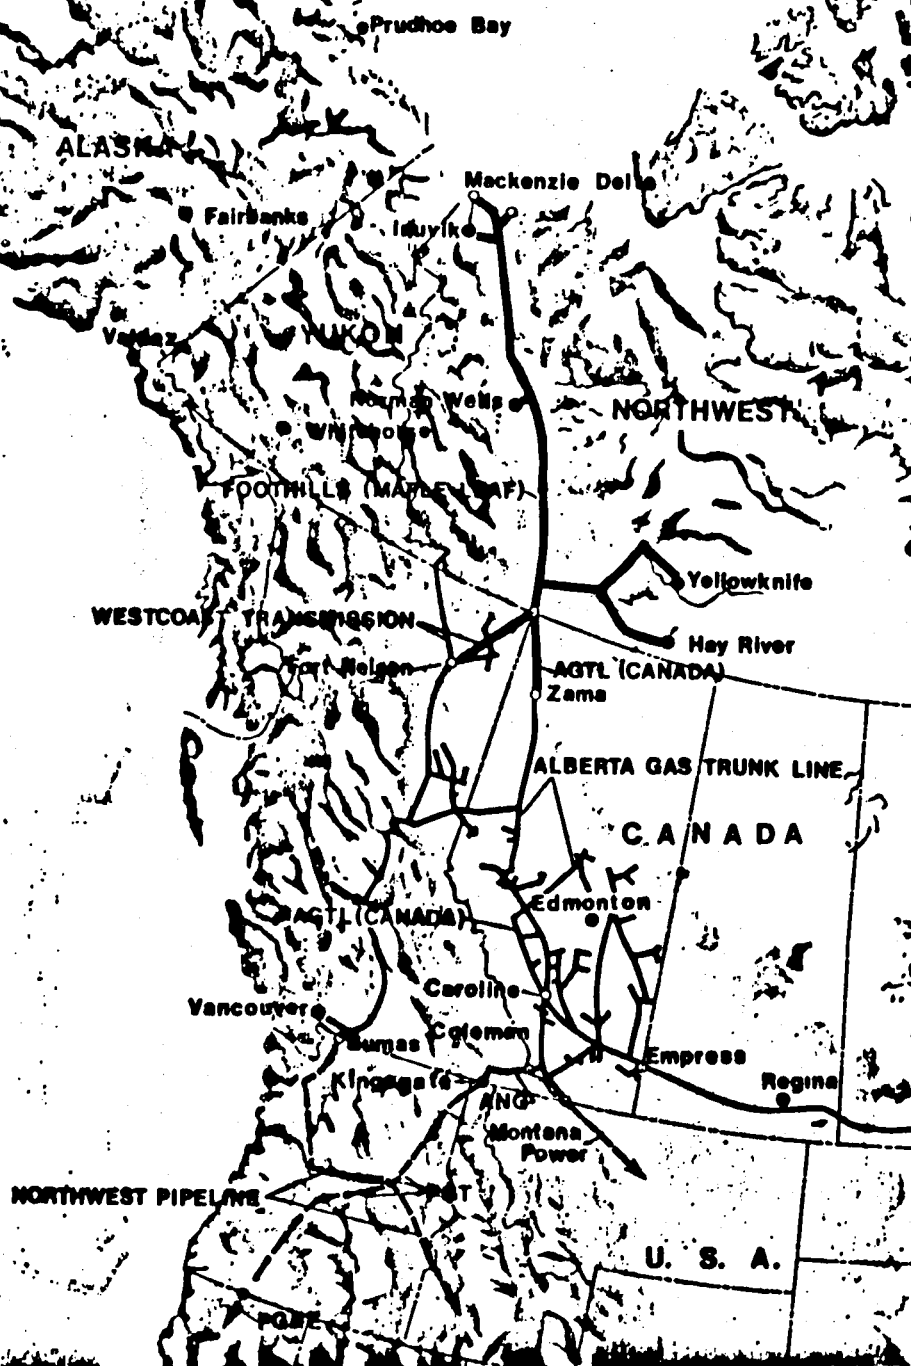 Prudhoe Bay
ALASKA
Mackenzie Delta
Fairbanks
Inuvik
Valdez
YUKON
Norman Wells
NORTHWEST
Whitehorse
FOOTHILLS (MAPLE LEAF)
Yellowknife
WESTCOAST TRANSMISSION
Hay River
Fort Nelson
AGTL (CANADA)
Zama
ALBERTA GAS TRUNK LINE
CANADA
Edmonton
AGTL (CANADA)
Caroline
Vancouver
Coleman
Sumas
Empress
Kingsgate
Regina
ANG
Montana
Power
NORTHWEST PIPELINE
PGT
U. S. A.
PG&E